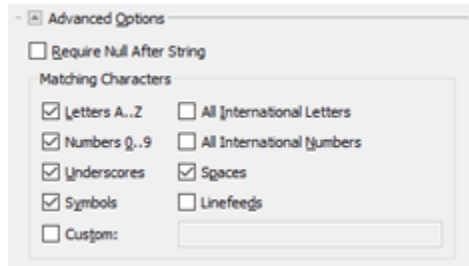 Advanced Options
Require Null After String
Matching Characters
Letters A..Z All International Letters
Numbers 0..9 All International Numbers
Underscores Spaces
Symbols Linefeeds
Custom: